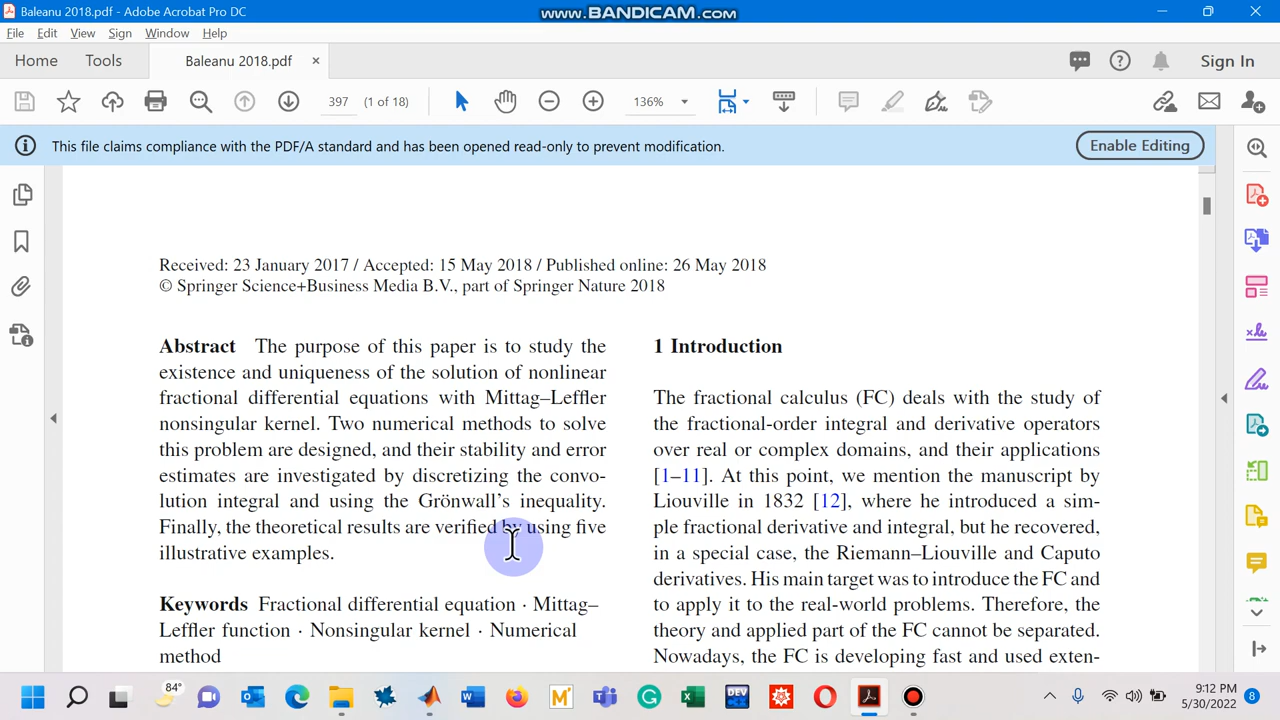 Baleanu 2018.pdf - Adobe Acrobat Pro DC
www.BANDICAM.com
File Edit View Sign Window Help
Home Tools Baleanu 2018.pdf × Sign In
397 (1 of 18) 136%
This file claims compliance with the PDF/A standard and has been opened read-only to prevent modification. Enable Editing
Received: 23 January 2017 / Accepted: 15 May 2018 / Published online: 26 May 2018
© Springer Science+Business Media B.V., part of Springer Nature 2018
Abstract The purpose of this paper is to study the
existence and uniqueness of the solution of nonlinear
fractional differential equations with Mittag–Leffler
nonsingular kernel. Two numerical methods to solve
this problem are designed, and their stability and error
estimates are investigated by discretizing the convo-
lution integral and using the Grönwall's inequality.
Finally, the theoretical results are verified by using five
illustrative examples.
Keywords Fractional differential equation · Mittag–
Leffler function · Nonsingular kernel · Numerical
method
1 Introduction
The fractional calculus (FC) deals with the study of
the fractional-order integral and derivative operators
over real or complex domains, and their applications
[1–11]. At this point, we mention the manuscript by
Liouville in 1832 [12], where he introduced a sim-
ple fractional derivative and integral, but he recovered,
in a special case, the Riemann–Liouville and Caputo
derivatives. His main target was to introduce the FC and
to apply it to the real-world problems. Therefore, the
theory and applied part of the FC cannot be separated.
Nowadays, the FC is developing fast and used exten-
84°
DEV
9:12 PM
5/30/2022
8